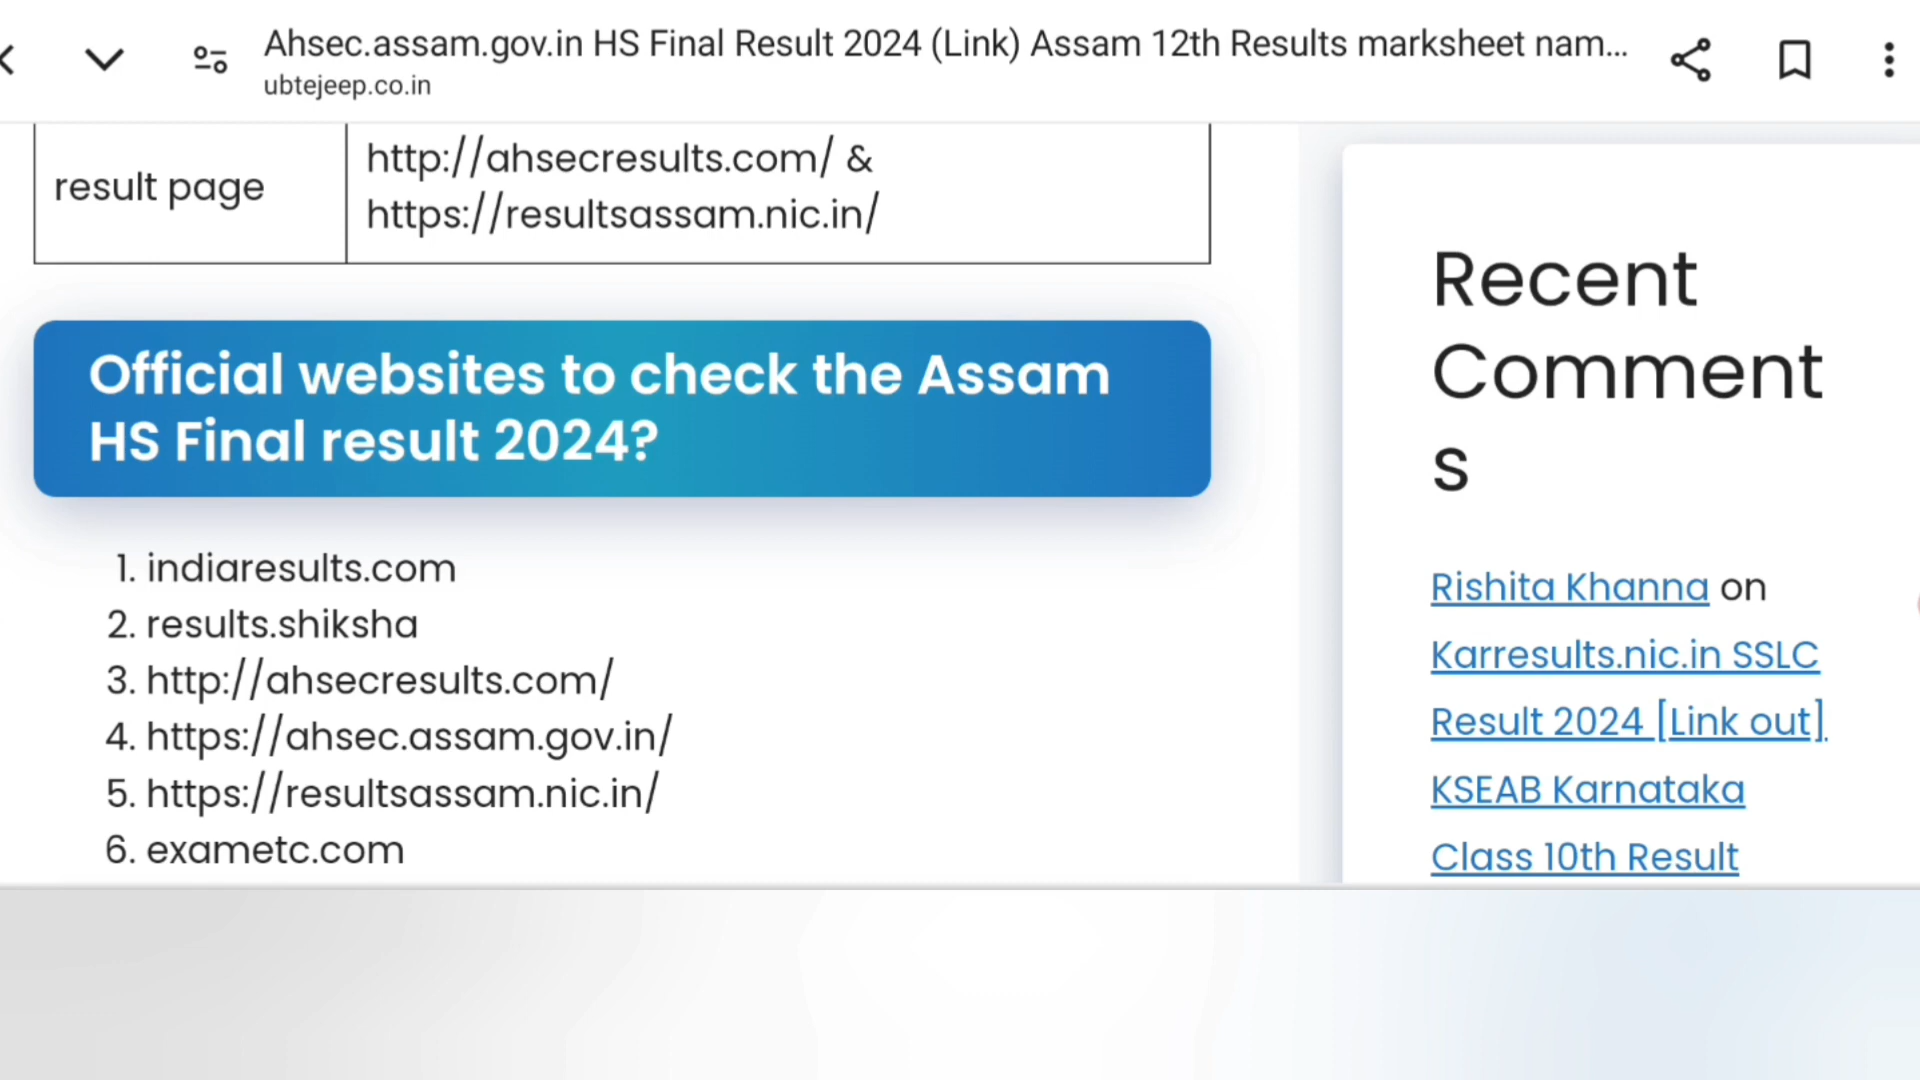 Ahsec.assam.gov.in HS Final Result 2024 (Link) Assam 12th Results marksheet nam...
ubtejeep.co.in
result page
http://ahsecresults.com/ &
https://resultsassam.nic.in/
Official websites to check the Assam
HS Final result 2024?
1. indiaresults.com
2. results.shiksha
3. http://ahsecresults.com/
4. https://ahsec.assam.gov.in/
5. https://resultsassam.nic.in/
6. exametc.com
Recent
Comment
s
Rishita Khanna on
Karresults.nic.in SSLC
Result 2024 [Link out]
KSEAB Karnataka
Class 10th Result